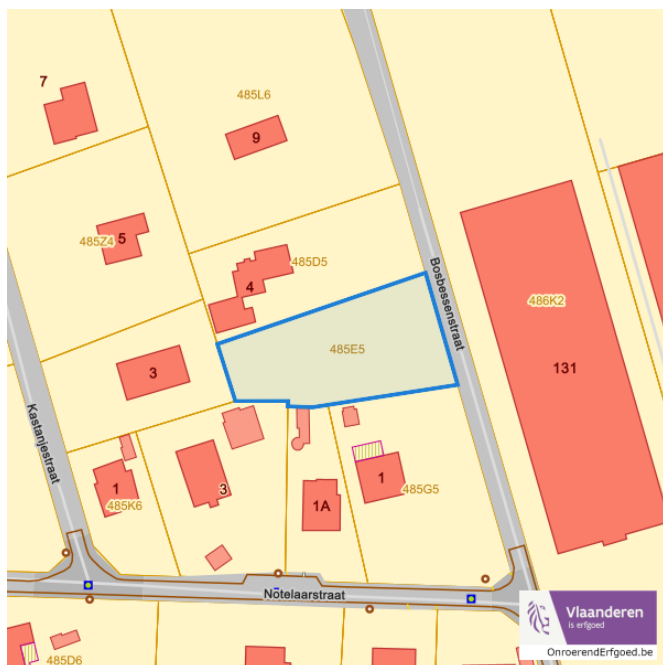 7
485L6
9
5
485Z4
485D5
4
Bosbessenstraat
486K2
485E5
131
3
Kastanjestraat
1
485K6
3
1A
1
485G5
Notelaarstraat
Vlaanderen
is erfgoed
OnroerendErfgoed.be
485D6